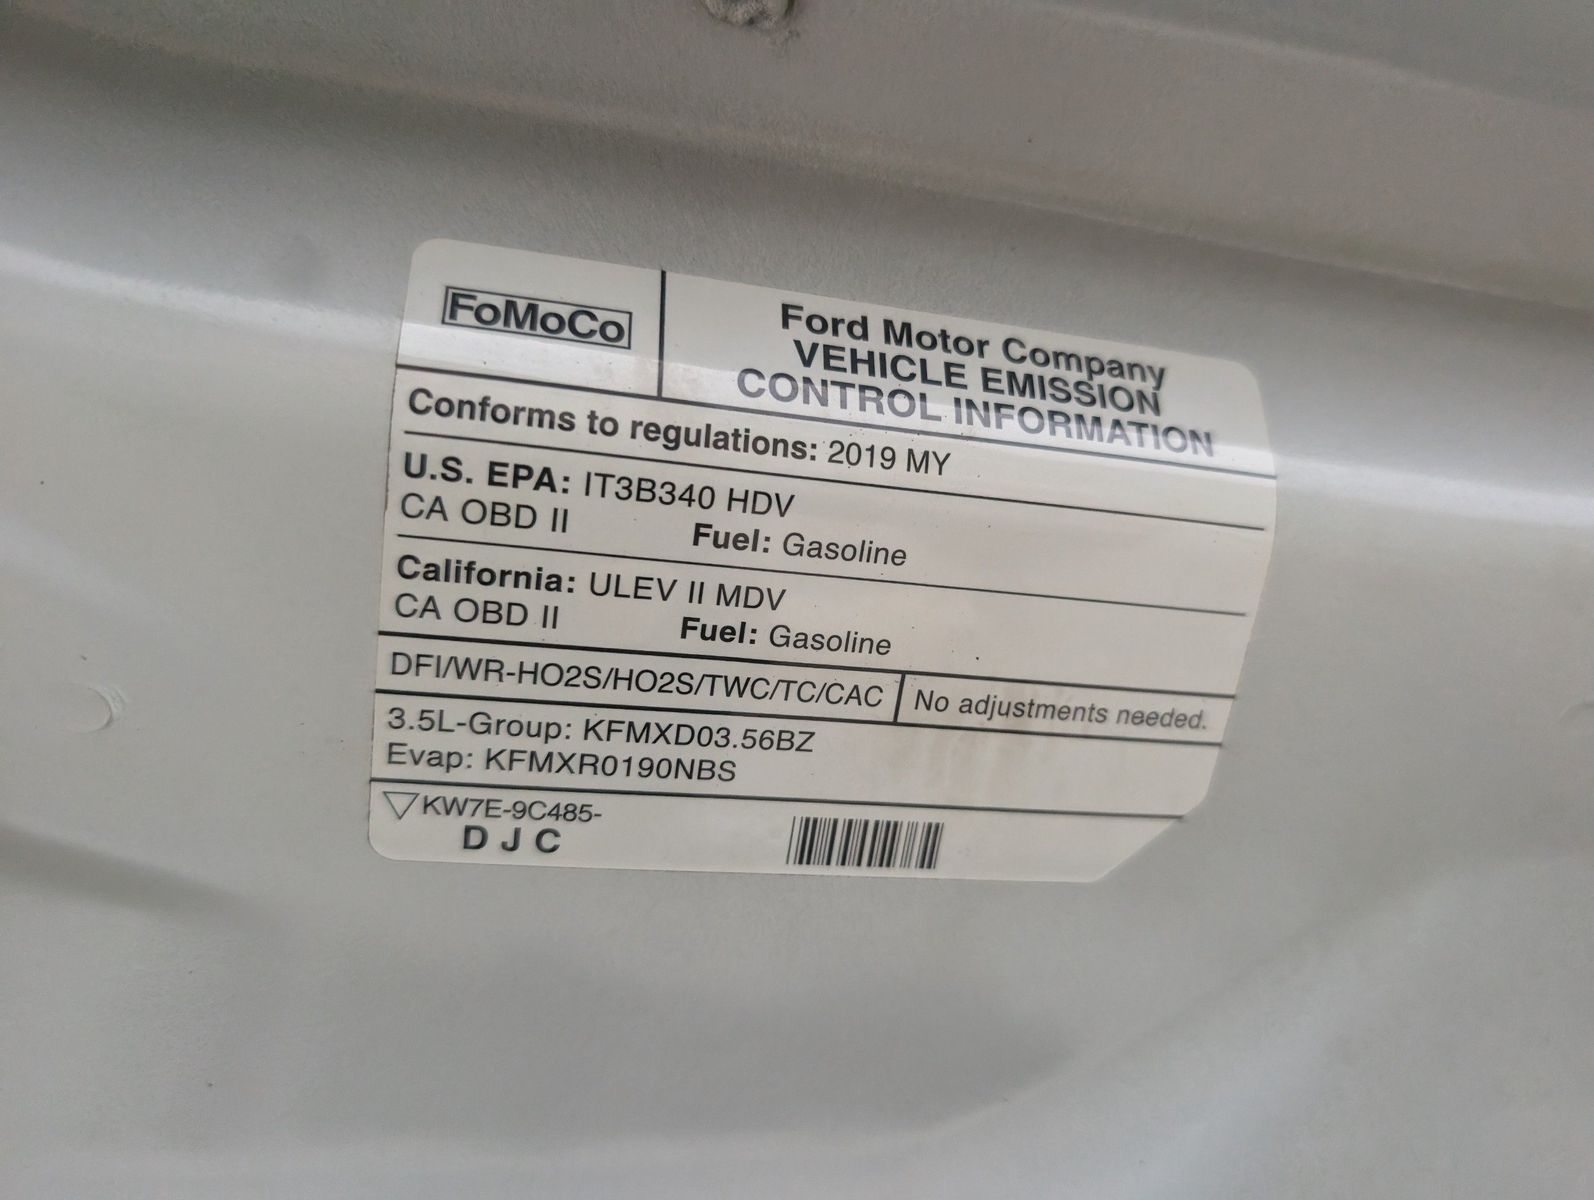 FoMoCo
Ford Motor Company
VEHICLE EMISSION
CONTROL INFORMATION
Conforms to regulations: 2019 MY
U.S. EPA: IT3B340 HDV
CA OBD II Fuel: Gasoline
California: ULEV II MDV
CA OBD II Fuel: Gasoline
DFI/WR-HO2S/HO2S/TWC/TC/CAC No adjustments needed.
3.5L-Group: KFMXD03.56BZ
Evap: KFMXR0190NBS
KW7E-9C485-
D J C